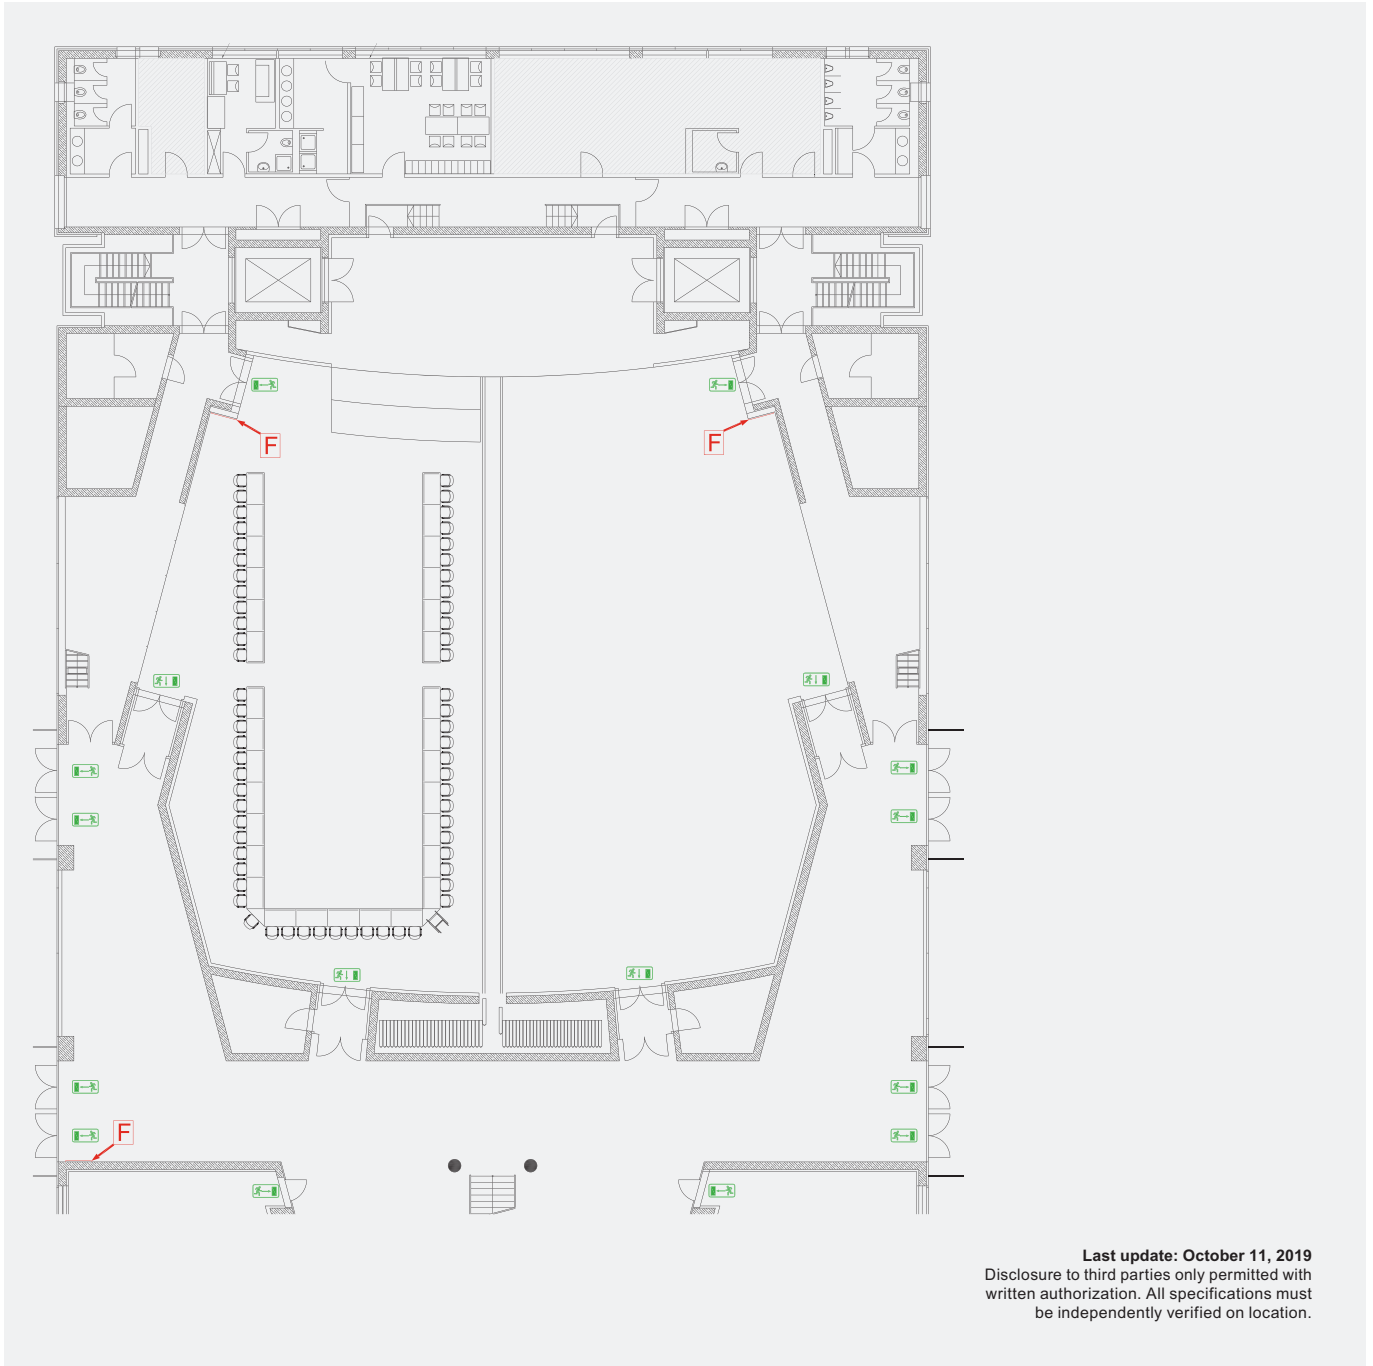 F
F
F
Last update: October 11, 2019
Disclosure to third parties only permitted with
written authorization. All specifications must
be independently verified on location.